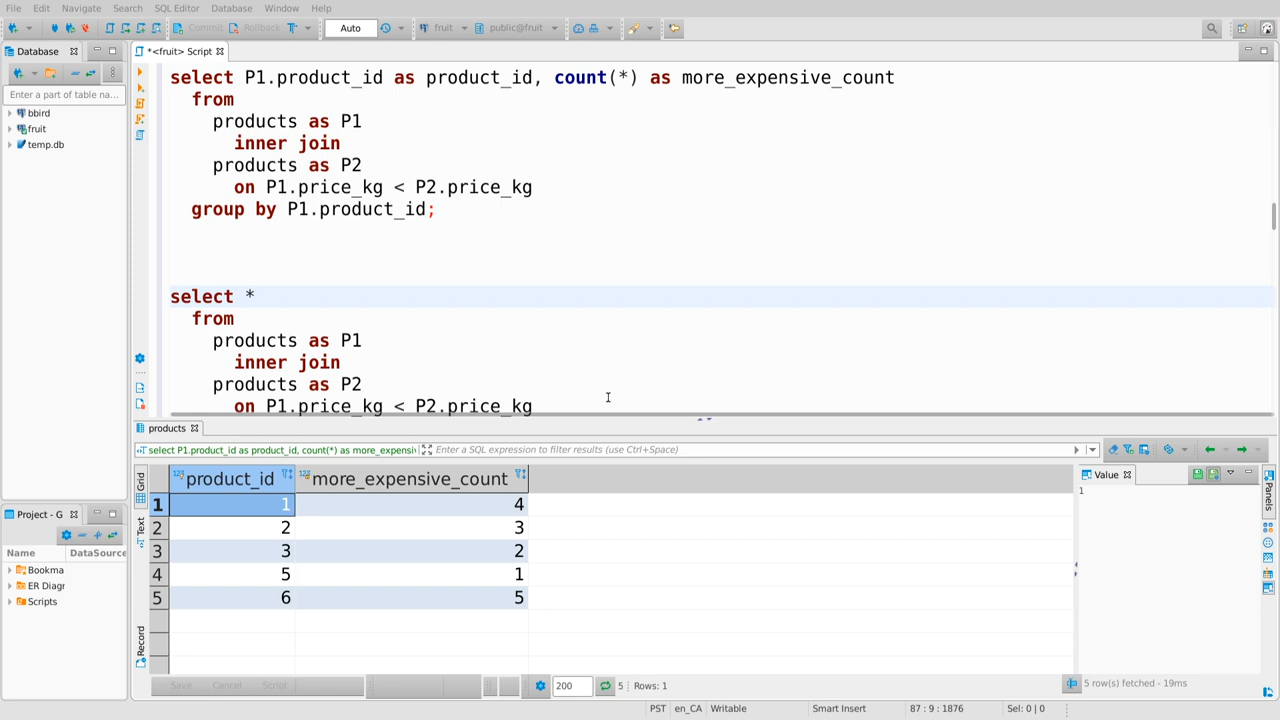 File Edit Navigate Search SQL Editor Database Window Help
Commit Rollback Auto fruit public@fruit
Database
*<fruit> Script
Enter a part of table na...
bbird
fruit
temp.db
select P1.product_id as product_id, count(*) as more_expensive_count
from
products as P1
inner join
products as P2
on P1.price_kg < P2.price_kg
group by P1.product_id;
select *
from
products as P1
inner join
products as P2
on P1.price_kg < P2.price_kg
products
select P1.product_id as product_id, count(*) as more_expensi
Enter a SQL expression to filter results (use Ctrl+Space)
Grid
Text
Record
product_id more_expensive_count
1 1 4
2 2 3
3 3 2
4 5 1
5 6 5
Value
1
Panels
Project - G
Name DataSource
Bookma
ER Diagr
Scripts
Save Cancel Script 200 5 Rows: 1
5 row(s) fetched - 19ms
PST en_CA Writable Smart Insert 87 : 9 : 1876 Sel: 0 | 0